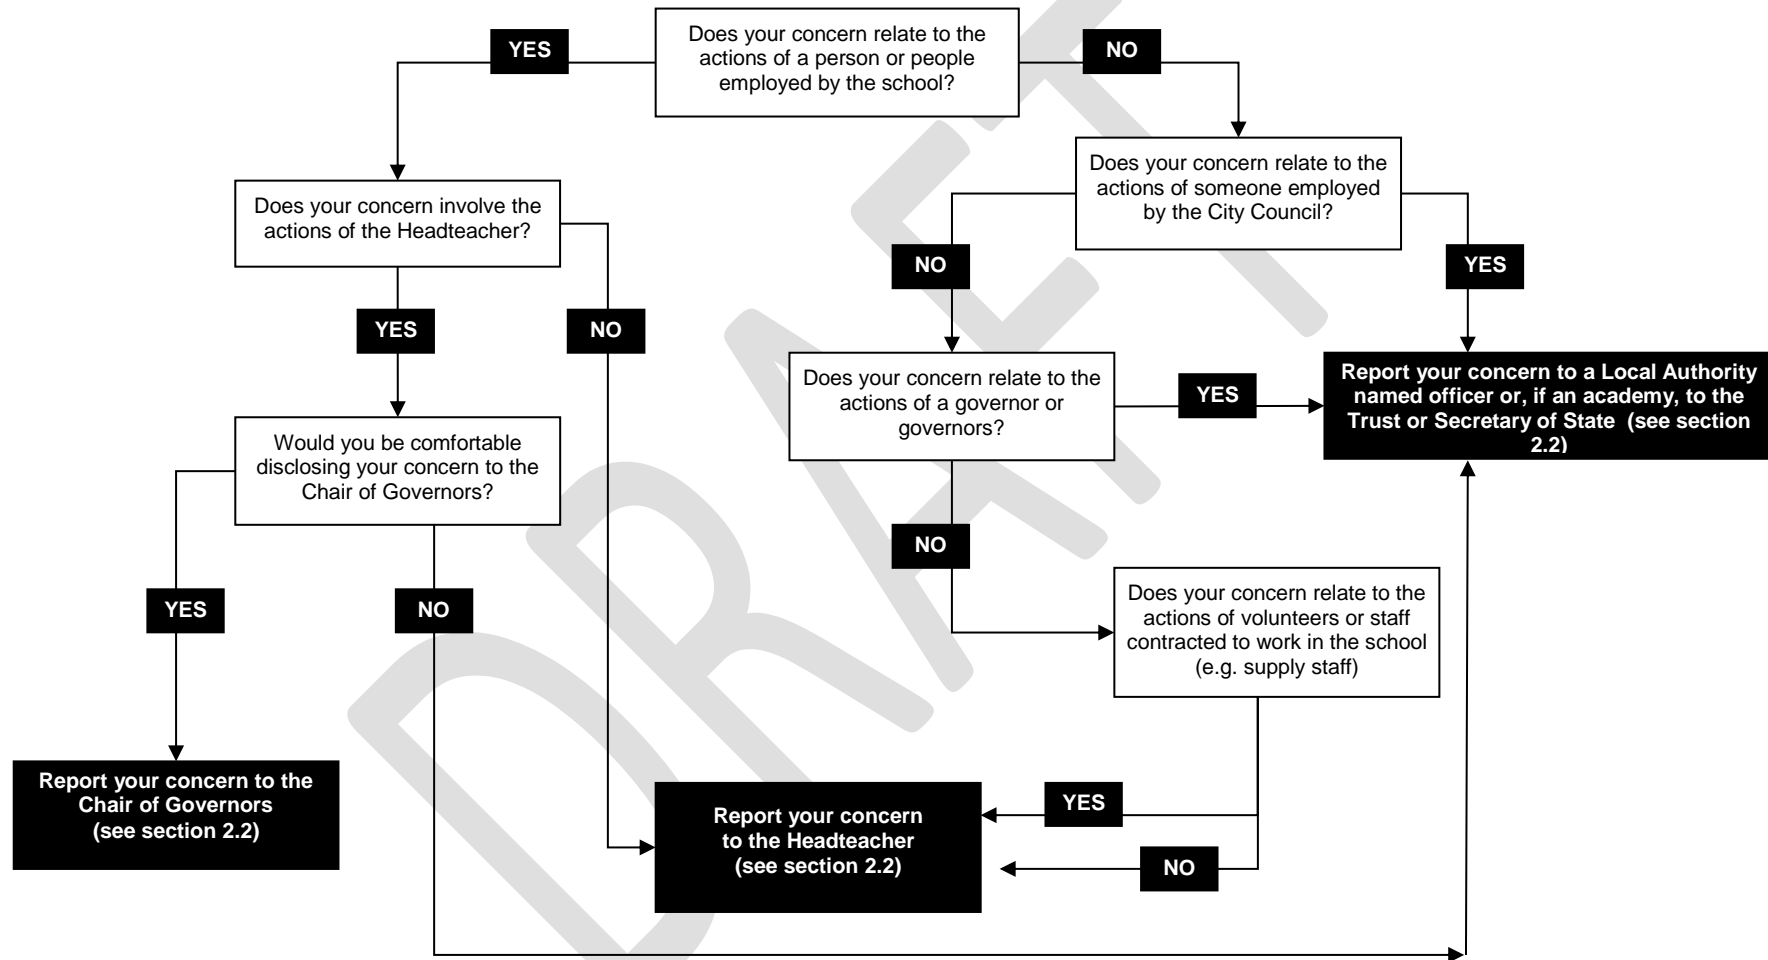 Does your concern relate to the
actions of a person or people
employed by the school?
YES
NO
Does your concern relate to the
actions of someone employed
by the City Council?
Does your concern involve the
actions of the Headteacher?
NO
YES
YES
NO
Does your concern relate to the
actions of a governor or
governors?
YES
Report your concern to a Local Authority
named officer or, if an academy, to the
Trust or Secretary of State (see section
2.2)
Would you be comfortable
disclosing your concern to the
Chair of Governors?
NO
Does your concern relate to the
actions of volunteers or staff
contracted to work in the school
(e.g. supply staff)
YES
NO
Report your concern to the
Chair of Governors
(see section 2.2)
Report your concern
to the Headteacher
(see section 2.2)
YES
NO
DRAFT